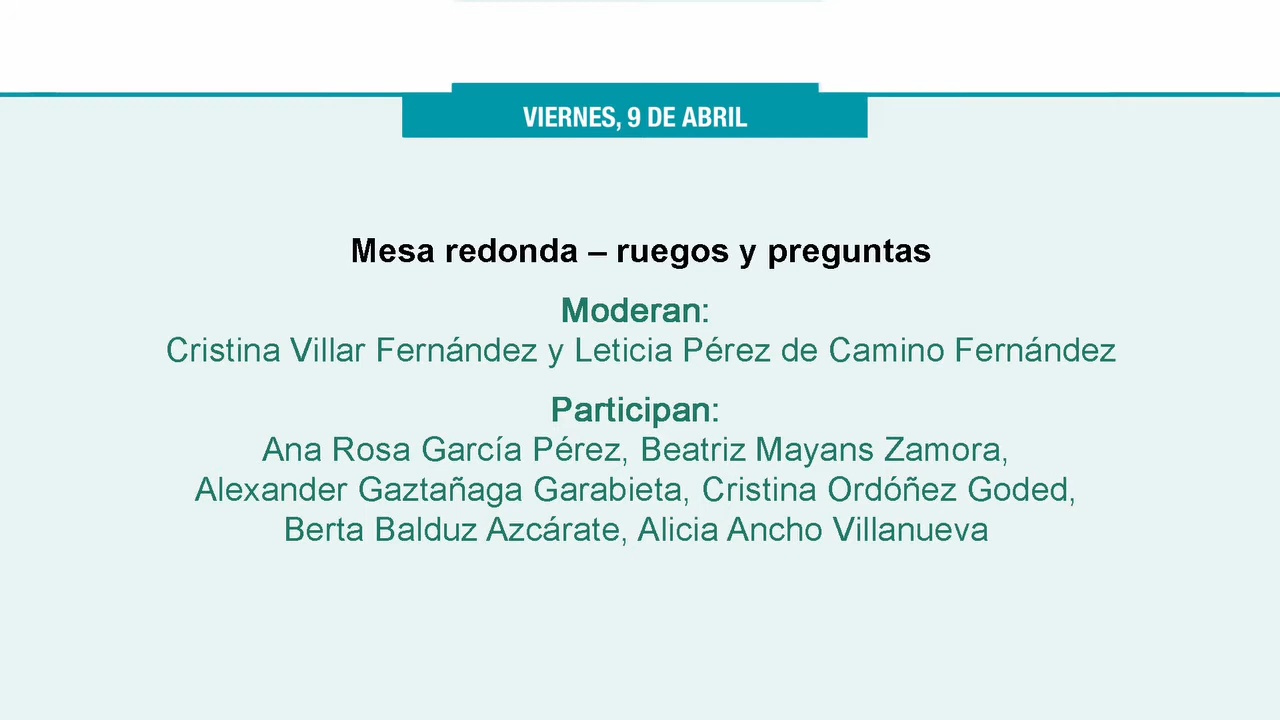 VIERNES, 9 DE ABRIL
Mesa redonda – ruegos y preguntas
Moderan:
Cristina Villar Fernández y Leticia Pérez de Camino Fernández
Participan:
Ana Rosa García Pérez, Beatriz Mayans Zamora,
Alexander Gaztañaga Garabieta, Cristina Ordóñez Goded,
Berta Balduz Azcárate, Alicia Ancho Villanueva